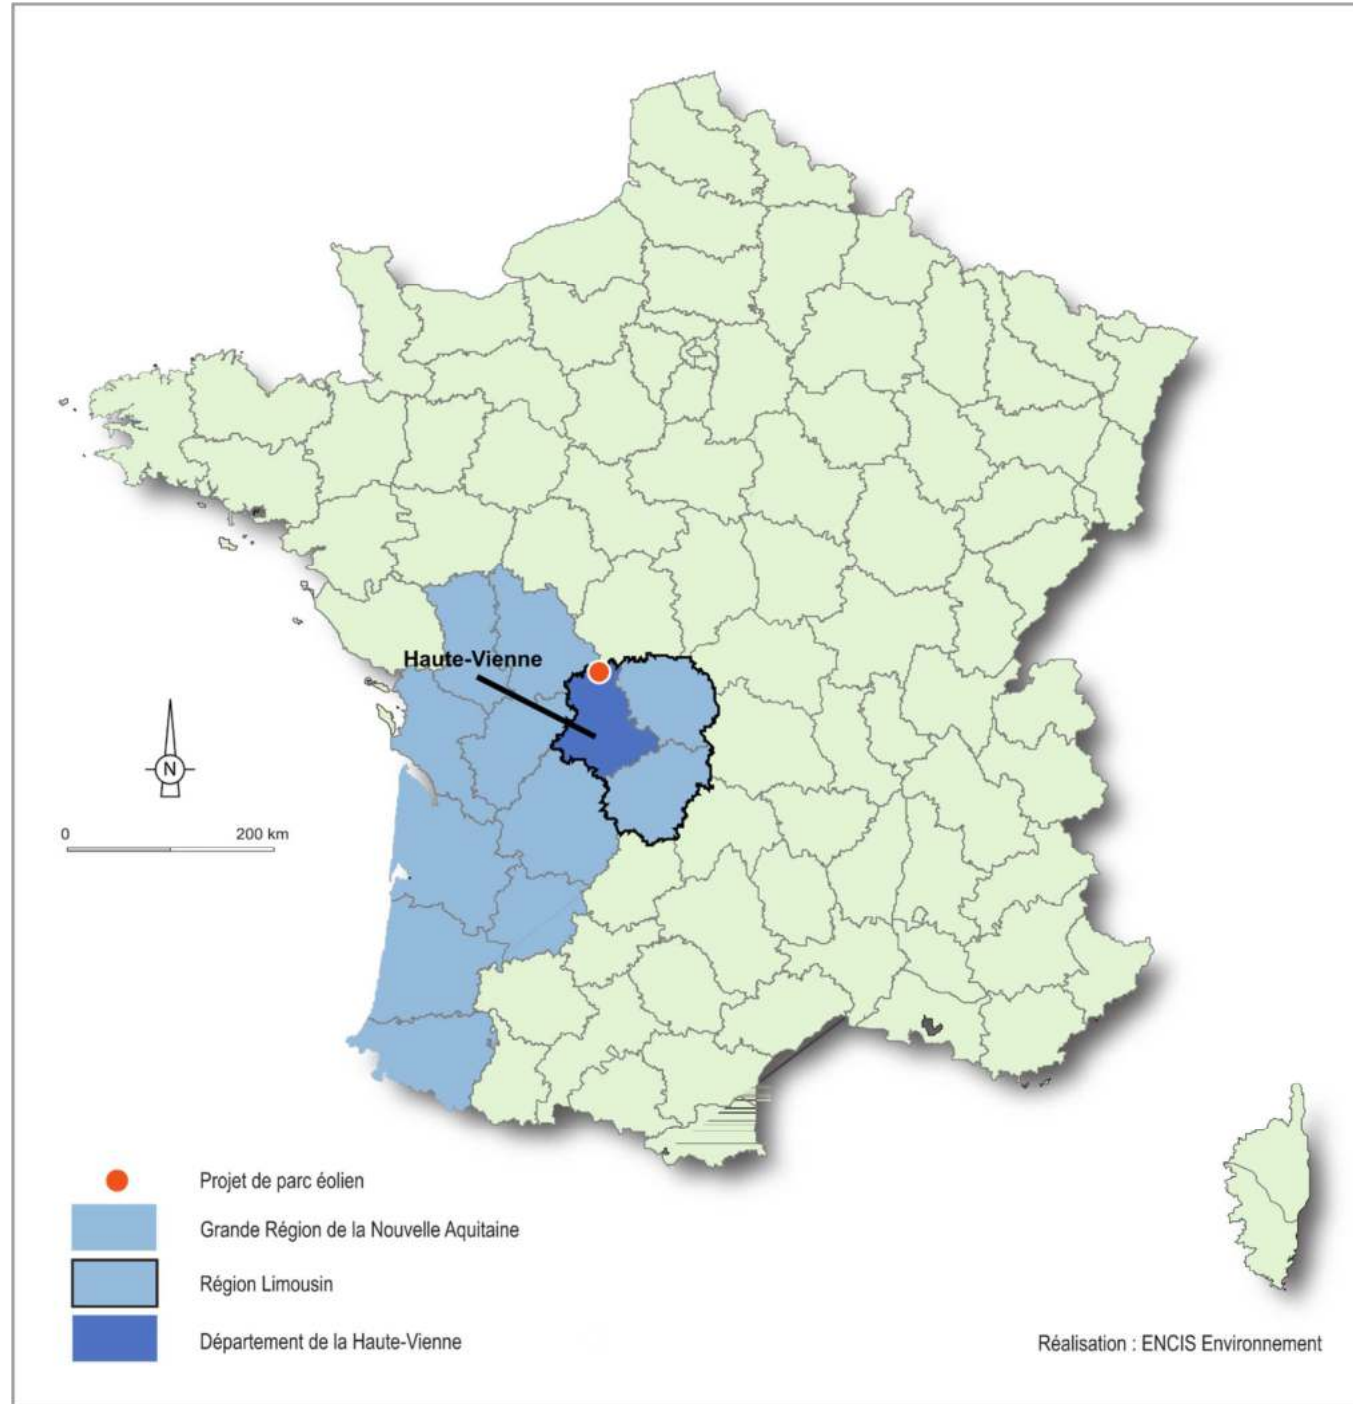 Haute-Vienne
N
0 200 km
Projet de parc éolien
Grande Région de la Nouvelle Aquitaine
Région Limousin
Département de la Haute-Vienne
Réalisation : ENCIS Environnement